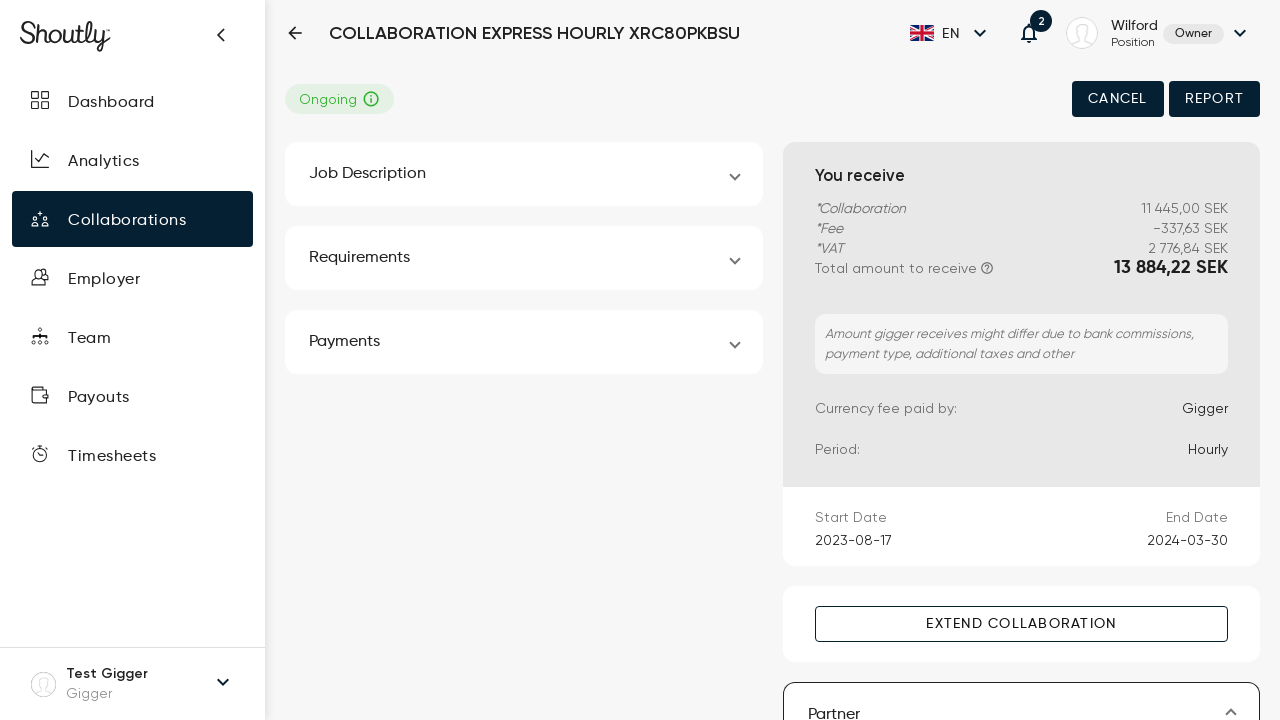 Shoutly
Dashboard
Analytics
Collaborations
Employer
Team
Payouts
Timesheets
Test Gigger
Gigger
COLLABORATION EXPRESS HOURLY XRC80PKBSU
EN
2
Wilford
Position
Owner
Ongoing
CANCEL
REPORT
Job Description
Requirements
Payments
You receive
*Collaboration 11 445,00 SEK
*Fee −337,63 SEK
*VAT 2 776,84 SEK
Total amount to receive 13 884,22 SEK
Amount gigger receives might differ due to bank commissions,
payment type, additional taxes and other
Currency fee paid by: Gigger
Period: Hourly
Start Date End Date
2023-08-17 2024-03-30
EXTEND COLLABORATION
Partner